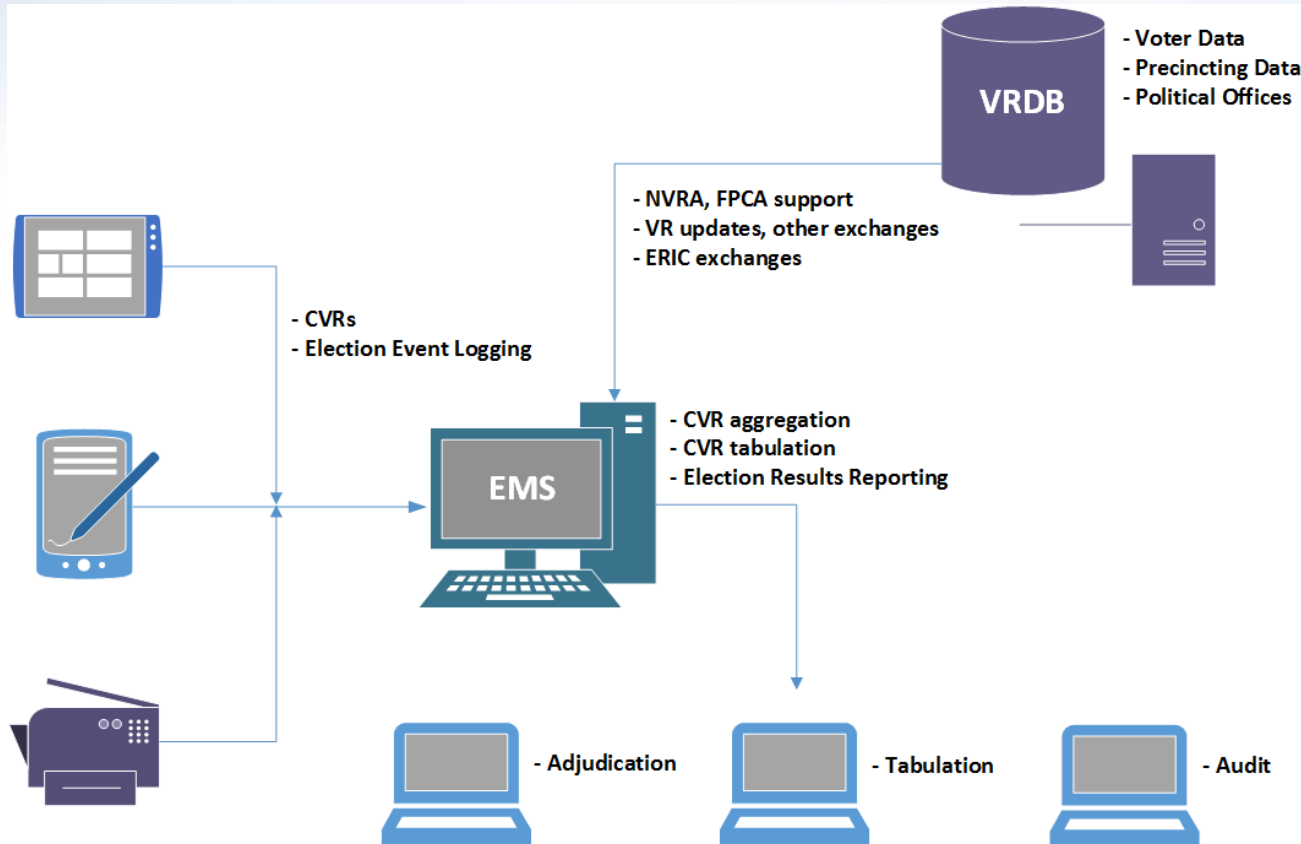 VRDB
- Voter Data
- Precincting Data
- Political Offices
- NVRA, FPCA support
- VR updates, other exchanges
- ERIC exchanges
- CVRs
- Election Event Logging
EMS
- CVR aggregation
- CVR tabulation
- Election Results Reporting
- Adjudication
- Tabulation
- Audit